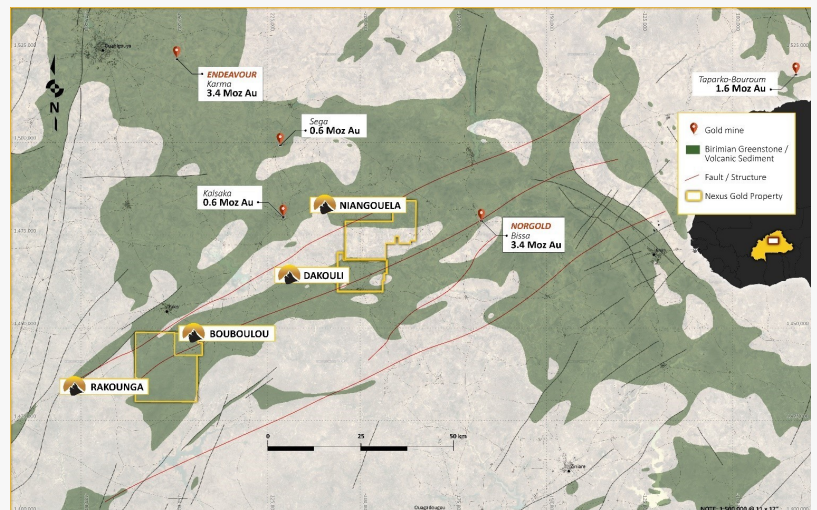 ENDEAVOUR
Karma
3.4 Moz Au
Taparko-Bouroum
1.6 Moz Au
Sega
0.6 Moz Au
N
Gold mine
Birimian Greenstone /
Volcanic Sediment
Fault / Structure
Nexus Gold Property
Kalsaka
0.6 Moz Au
NIANGOUELA
NORGOLD
Bissa
3.4 Moz Au
DAKOULI
BOUBOULOU
RAKOUNGA
0 25 50 km
Ziniare
Ouagadougou